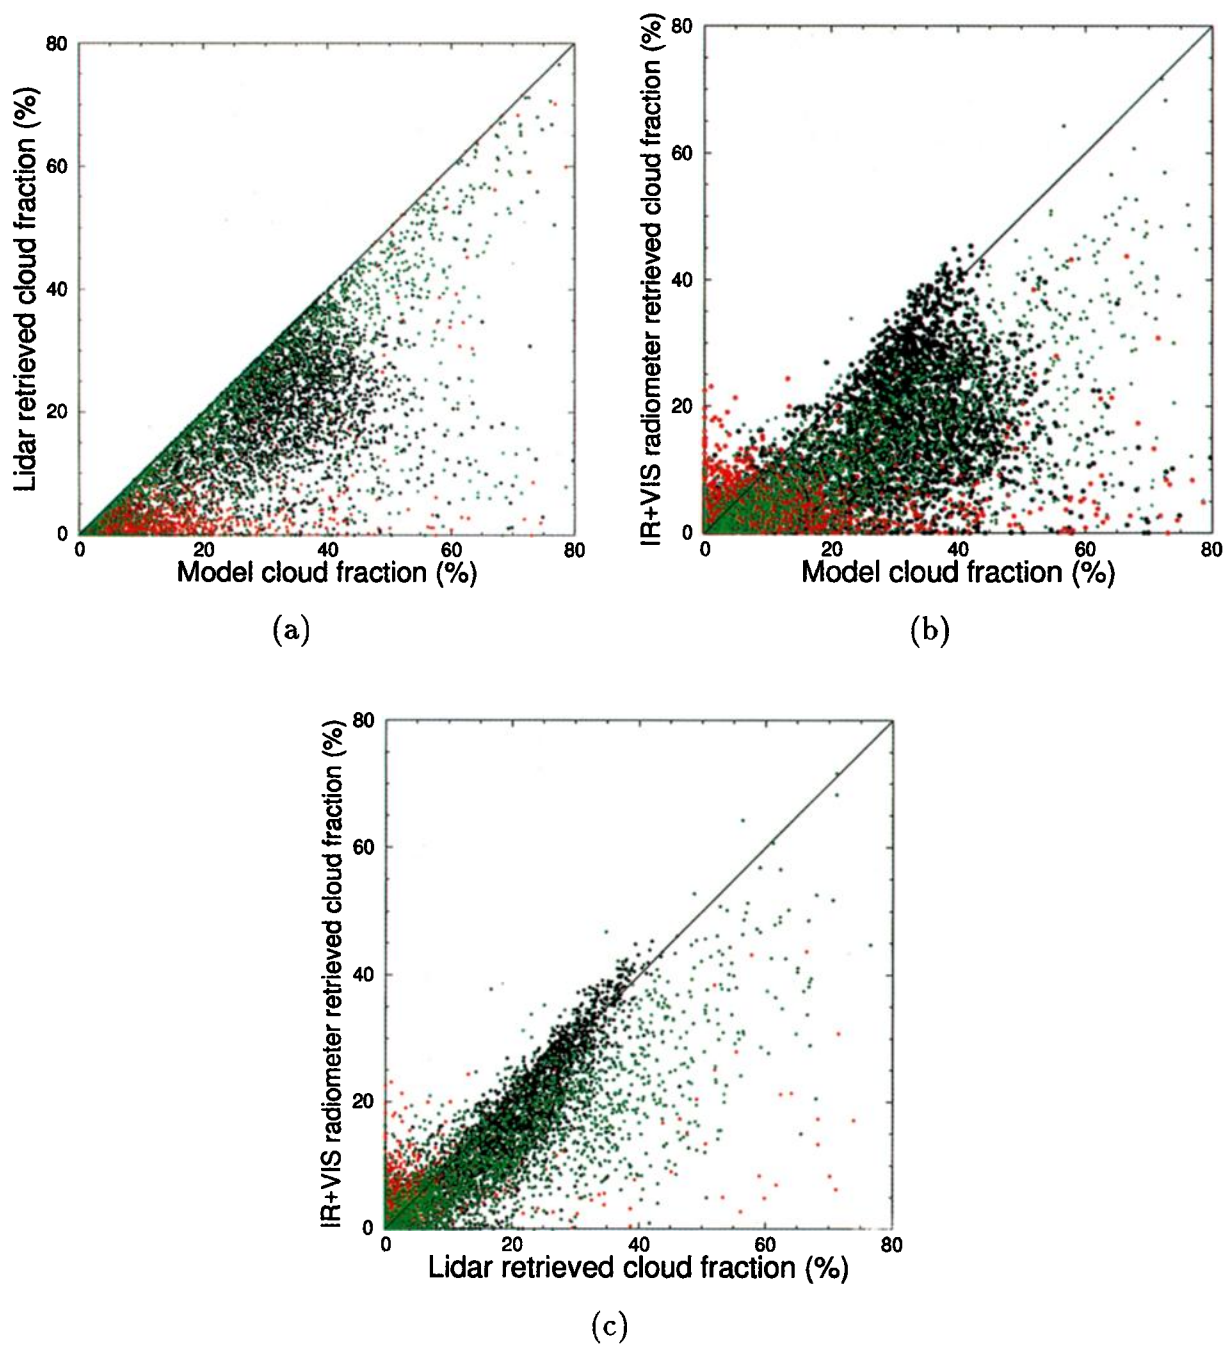 80
60
40
20
0
Lidar retrieved cloud fraction (%)
0 20 40 60 80
Model cloud fraction (%)
(a)
80
60
40
20
0
IR+VIS radiometer retrieved cloud fraction (%)
0 20 40 60 80
Model cloud fraction (%)
(b)
80
60
40
20
0
IR+VIS radiometer retrieved cloud fraction (%)
0 20 40 60 80
Lidar retrieved cloud fraction (%)
(c)